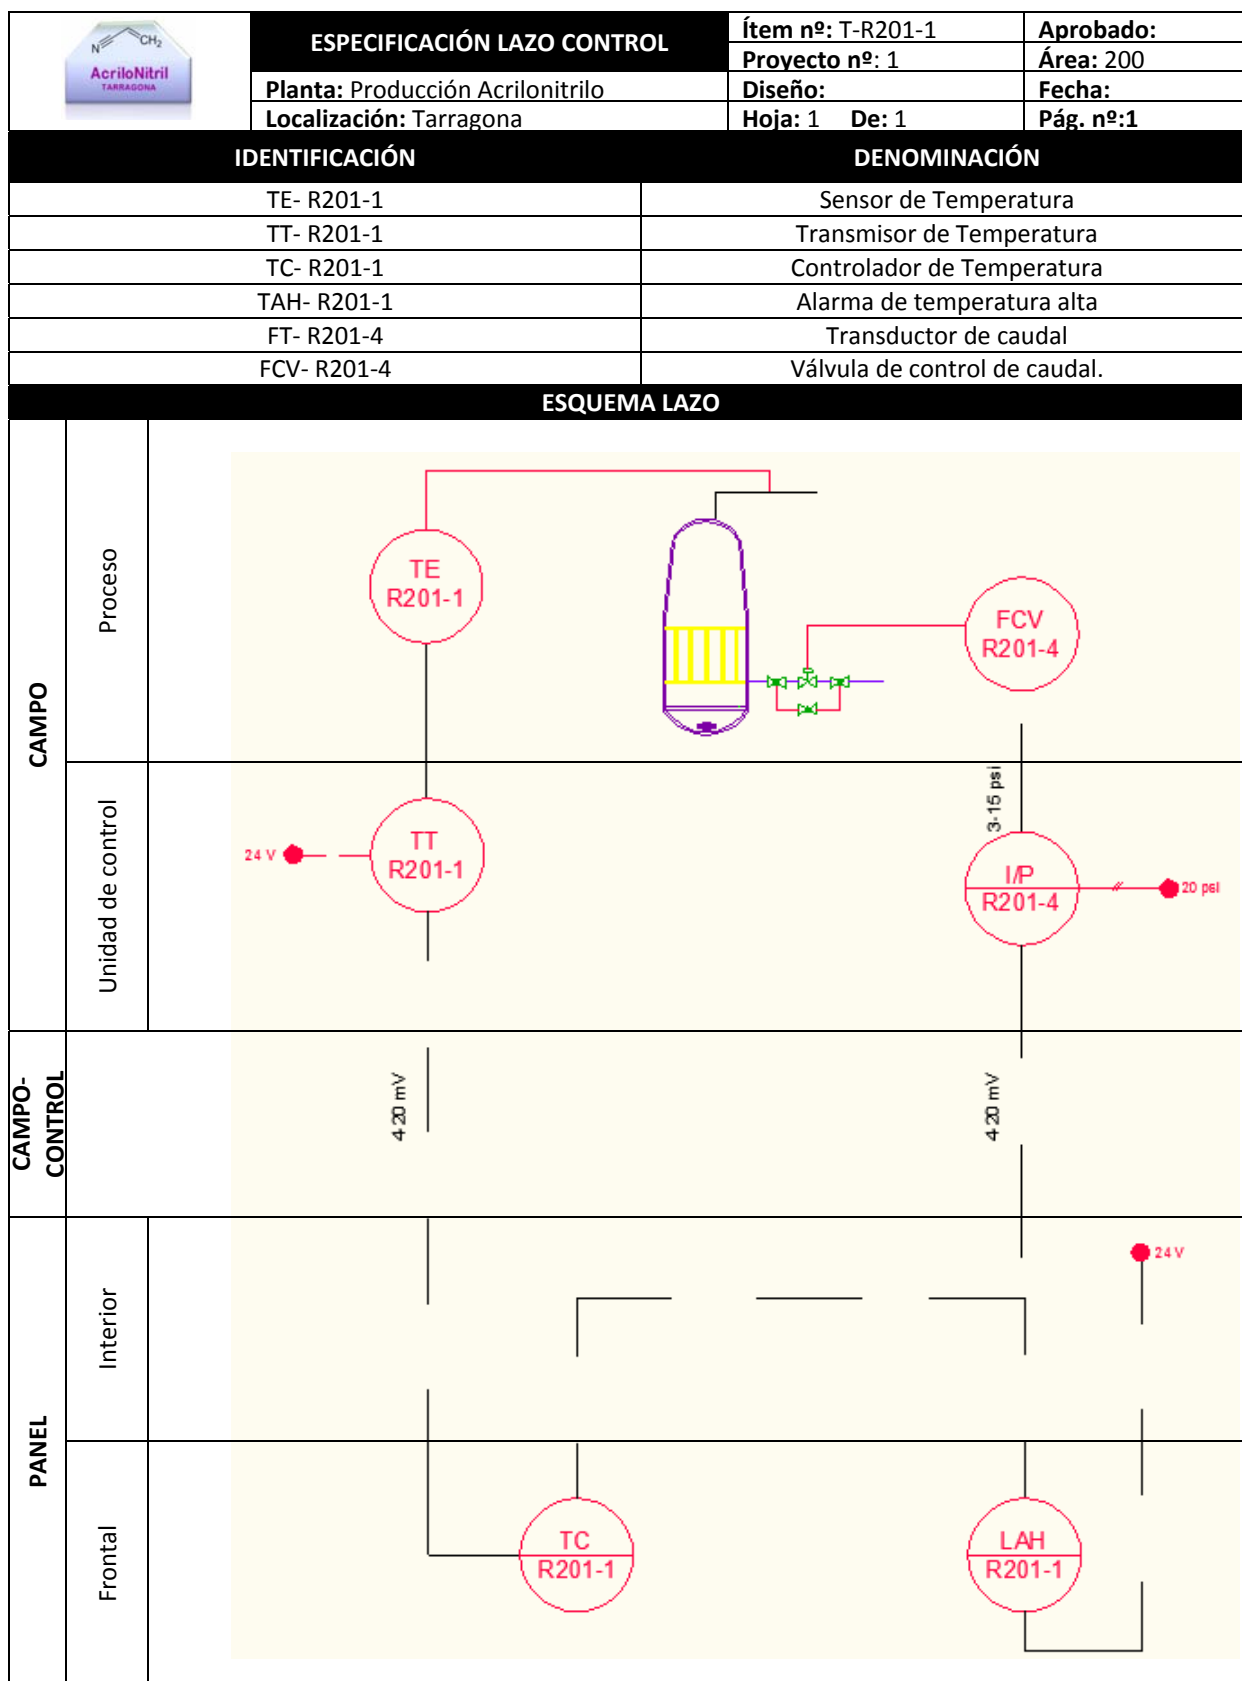 N
CH2
AcriloNitril
TARRAGONA
ESPECIFICACIÓN LAZO CONTROL
Ítem nº: T-R201-1
Aprobado:
Proyecto nº: 1
Área: 200
Planta: Producción Acrilonitrilo
Diseño:
Fecha:
Localización: Tarragona
Hoja: 1 De: 1
Pág. nº:1
IDENTIFICACIÓN
DENOMINACIÓN
TE- R201-1
Sensor de Temperatura
TT- R201-1
Transmisor de Temperatura
TC- R201-1
Controlador de Temperatura
TAH- R201-1
Alarma de temperatura alta
FT- R201-4
Transductor de caudal
FCV- R201-4
Válvula de control de caudal.
ESQUEMA LAZO
CAMPO
Proceso
TE
R201-1
FCV
R201-4
Unidad de control
24 V
TT
R201-1
3-15 psi
I/P
R201-4
20 psi
CAMPO-
CONTROL
4 20 mV
4 20 mV
PANEL
Interior
24 V
Frontal
TC
R201-1
LAH
R201-1